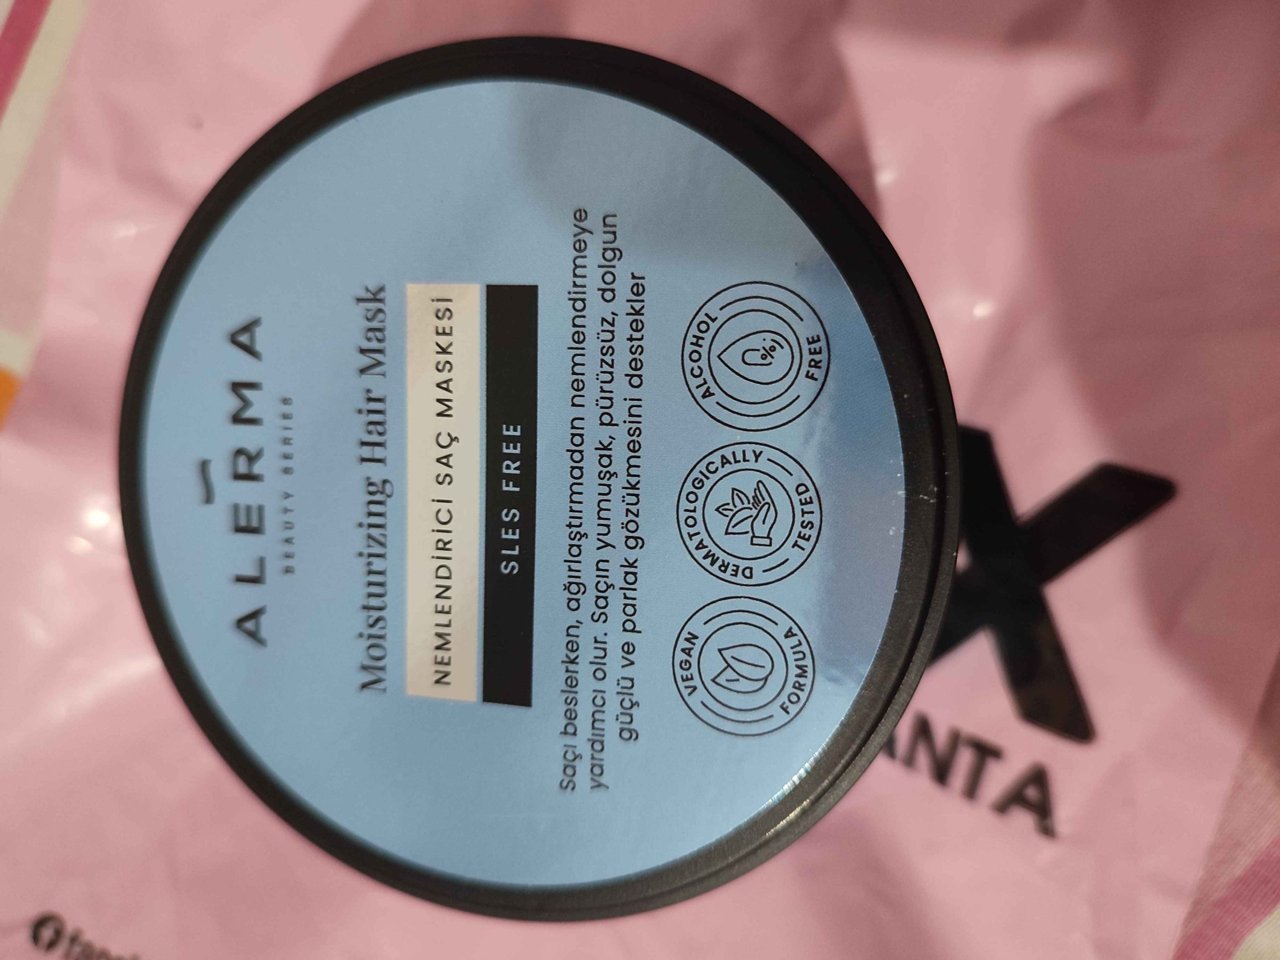 ALERMA
BEAUTY SERIES
Moisturizing Hair Mask
NEMLENDİRİCİ SAÇ MASKESİ
SLES FREE
Saçı beslerken, ağırlaştırmadan nemlendirmeye
yardımcı olur. Saçın yumuşak, pürüzsüz, dolgun
güçlü ve parlak gözükmesini destekler
VEGAN
FORMULA
DERMATOLOGICALLY
TESTED
ALCOHOL
FREE
%